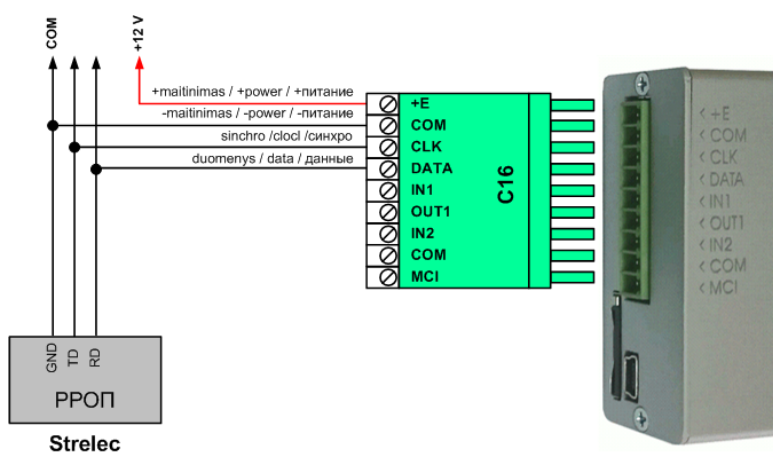 COM
+12 V
+maitinimas / +power / +питание
-maitinimas / -power / -питание
sinchro /clocl /синхро
duomenys / data / данные
+E
COM
CLK
DATA
IN1
OUT1
IN2
COM
MCI
C16
< +E
< COM
< CLK
< DATA
< IN1
< OUT1
< IN2
< COM
< MCI
GND
TD
RD
РРОП
Strelec